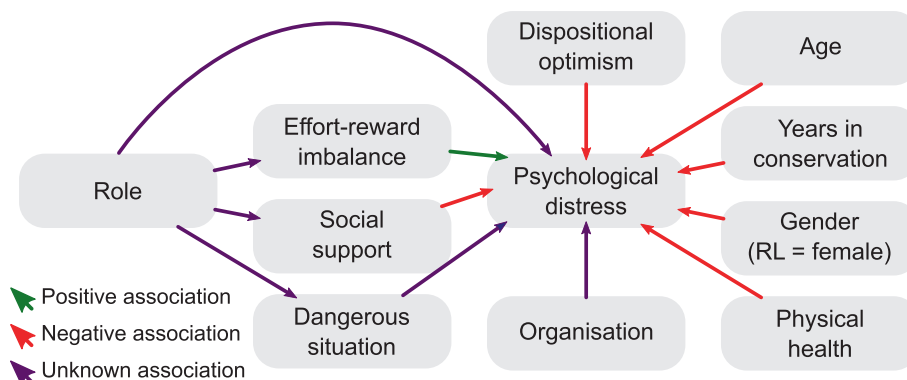 Dispositional
optimism
Age
Effort-reward
imbalance
Years in
conservation
Role
Psychological
distress
Social
support
Gender
(RL = female)
Positive association
Negative association
Unknown association
Dangerous
situation
Organisation
Physical
health